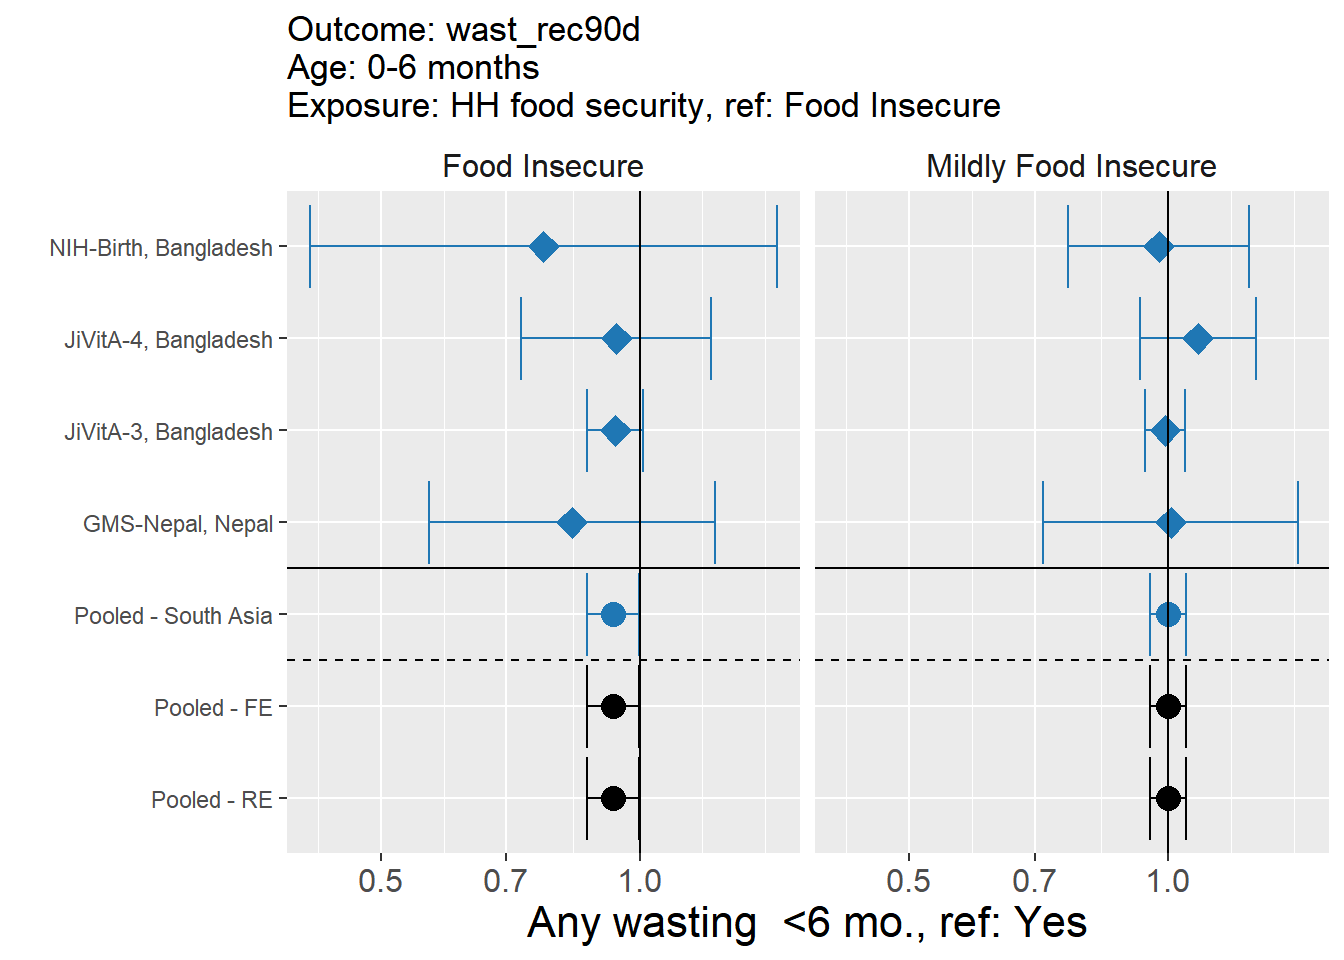 Outcome: wast_rec90d
Age: 0-6 months
Exposure: HH food security, ref: Food Insecure
Food Insecure
Mildly Food Insecure
NIH-Birth, Bangladesh
JiVitA-4, Bangladesh
JiVitA-3, Bangladesh
GMS-Nepal, Nepal
Pooled - South Asia
Pooled - FE
Pooled - RE
0.5 0.7 1.0 0.5 0.7 1.0
Any wasting  <6 mo., ref: Yes